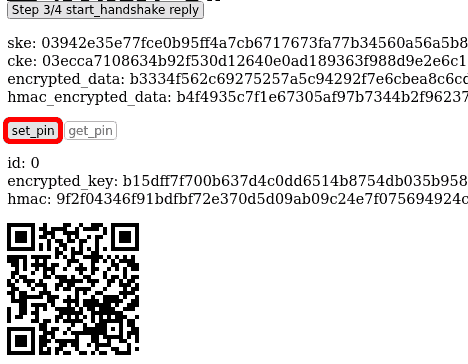 Step 3/4 start_handshake reply
ske: 03942e35e77fce0b95ff4a7cb6717673fa77b34560a56a5b8
cke: 03ecca7108634b92f530d12640e0ad189363f988d9e2e6c1
encrypted_data: b3334f562c69275257a5c94292f7e6cbea8c6cd
hmac_encrypted_data: b4f4935c7f1e67305af97b7344b2f96237
set_pin get_pin
id: 0
encrypted_key: b15dff7f700b637d4c0dd6514b8754db035b958
hmac: 9f2f04346f91bdfbf72e370d5d09ab09c24e7f075694924c